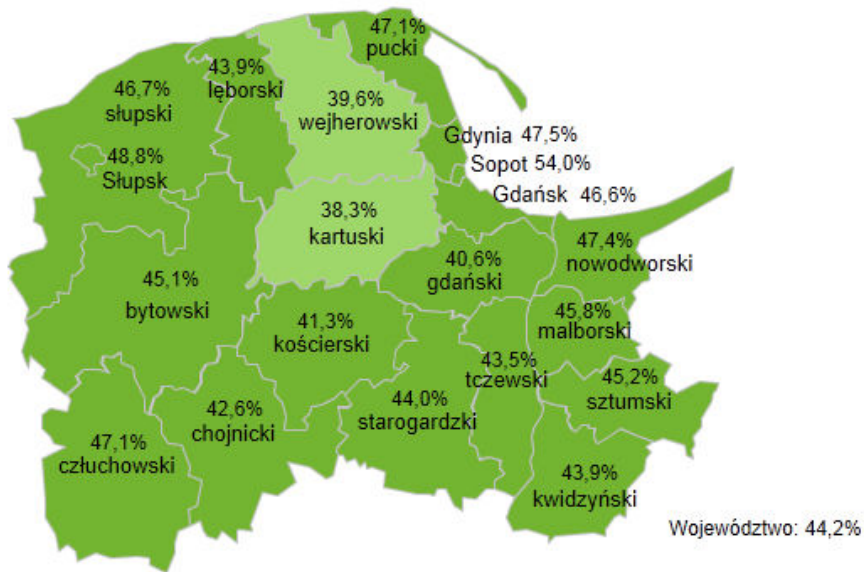 47,1%
pucki
43,9%
lęborski
46,7%
słupski
39,6%
wejherowski
Gdynia 47,5%
48,8%
Słupsk
Sopot 54,0%
Gdańsk 46,6%
38,3%
kartuski
47,4%
nowodworski
40,6%
gdański
45,1%
bytowski
45,8%
malborski
41,3%
kościerski
43,5%
tczewski
45,2%
sztumski
44,0%
starogardzki
42,6%
chojnicki
47,1%
człuchowski
43,9%
kwidzyński
Województwo: 44,2%